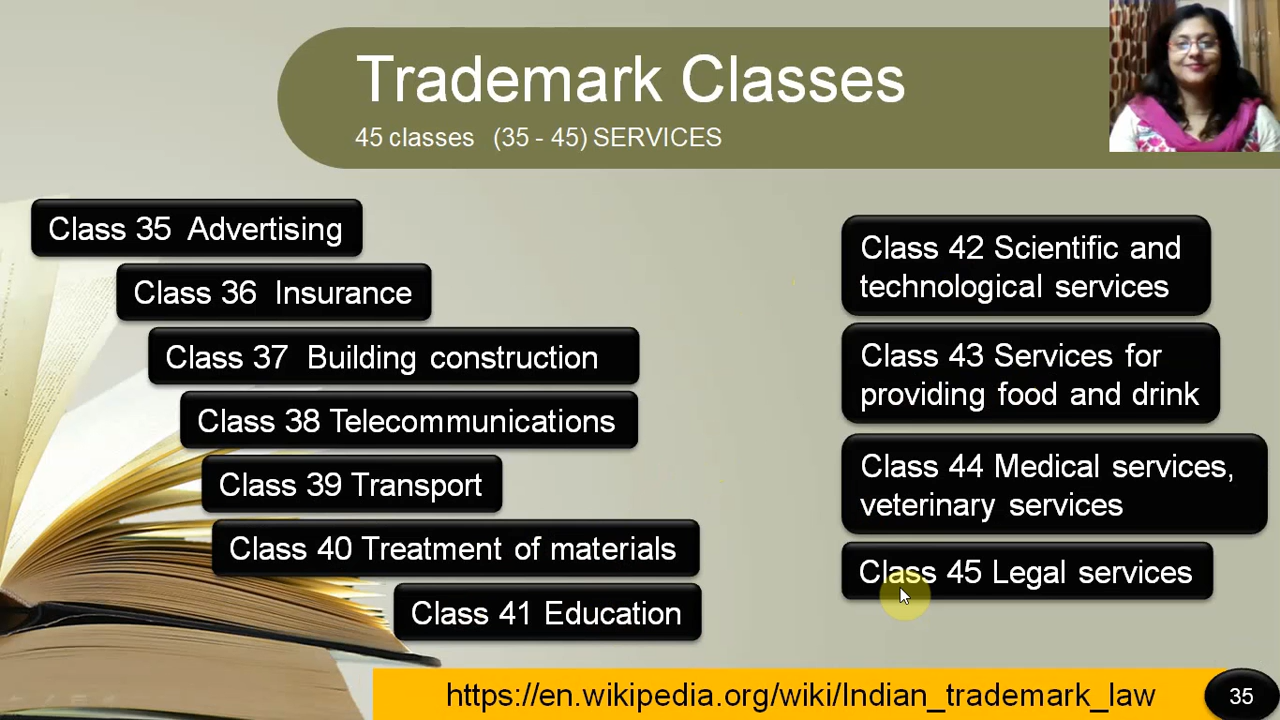 Trademark Classes
45 classes (35 - 45) SERVICES
Class 35 Advertising
Class 36 Insurance
Class 37 Building construction
Class 38 Telecommunications
Class 39 Transport
Class 40 Treatment of materials
Class 41 Education
Class 42 Scientific and
technological services
Class 43 Services for
providing food and drink
Class 44 Medical services,
veterinary services
Class 45 Legal services
https://en.wikipedia.org/wiki/Indian_trademark_law
35